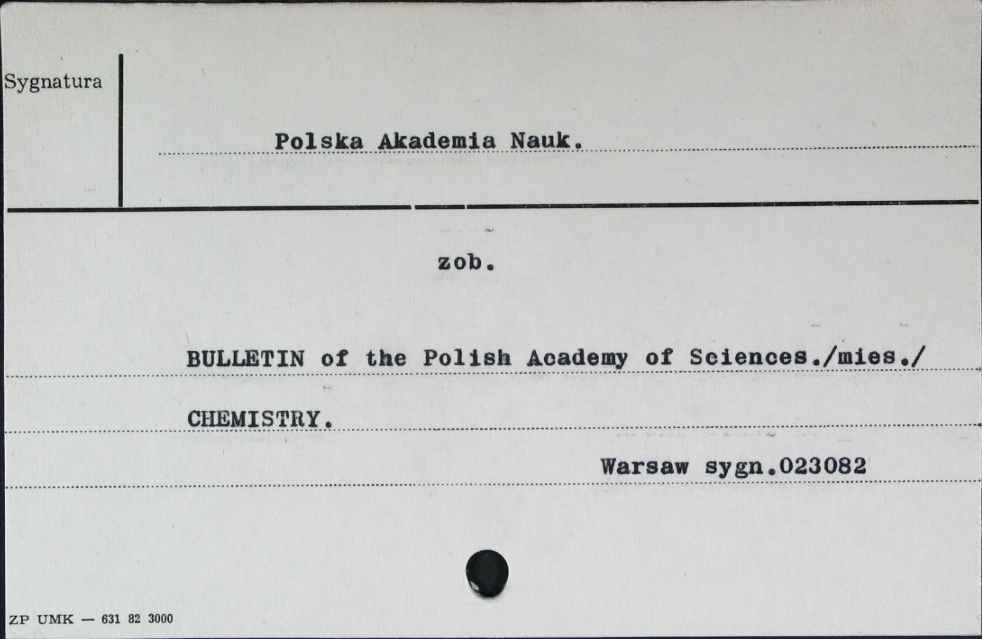 Sygnatura
Polska Akademia Nauk.
zob.
BULLETIN of the Polish Academy of Sciences./mies./
CHEMISTRY.
Warsaw sygn.023082
ZP UMK — 631 82 3000